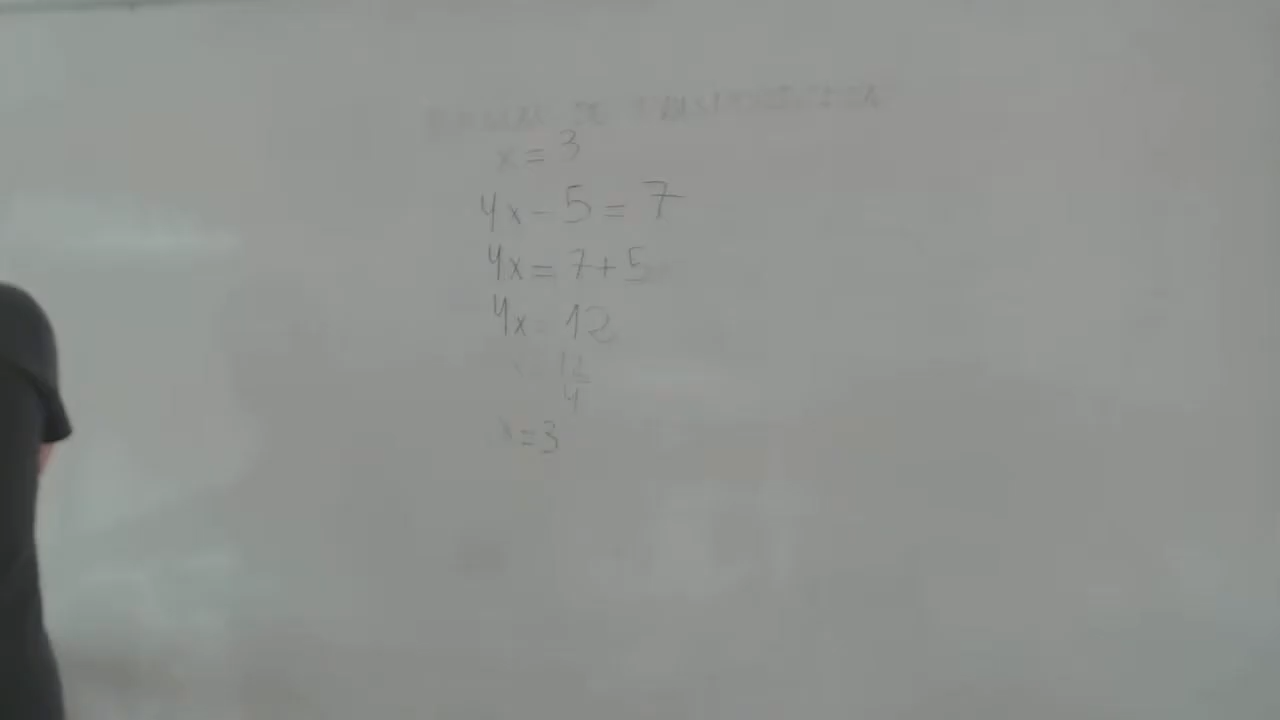 x = 3
4x - 5 = 7
4x = 7 + 5
4x = 12
12
4
x = 3